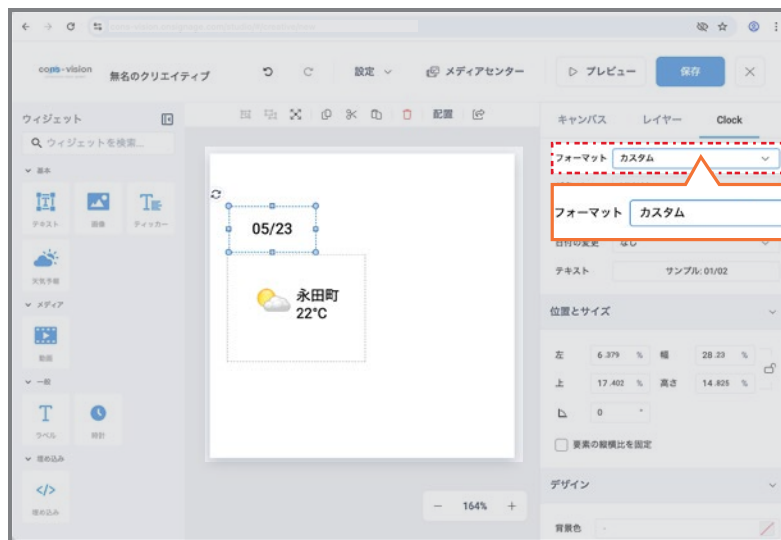 com-vision
無名のクリエイティブ
設定
メディアセンター
プレビュー
保存
ウィジェット
ウィジェットを検索...
基本
テキスト
画像
ティッカー
天気予報
メディア
動画
一般
ラベル
時計
埋め込み
</>
埋め込み
配置
05/23
永田町
22°C
164%
キャンバス
レイヤー
Clock
フォーマット
カスタム
フォーマット
カスタム
日付の変更
なし
テキスト
サンプル: 01/02
位置とサイズ
左 6.379 % 幅 28.23 %
上 17.402 % 高さ 14.825 %
0 °
要素の縦横比を固定
デザイン
背景色 -